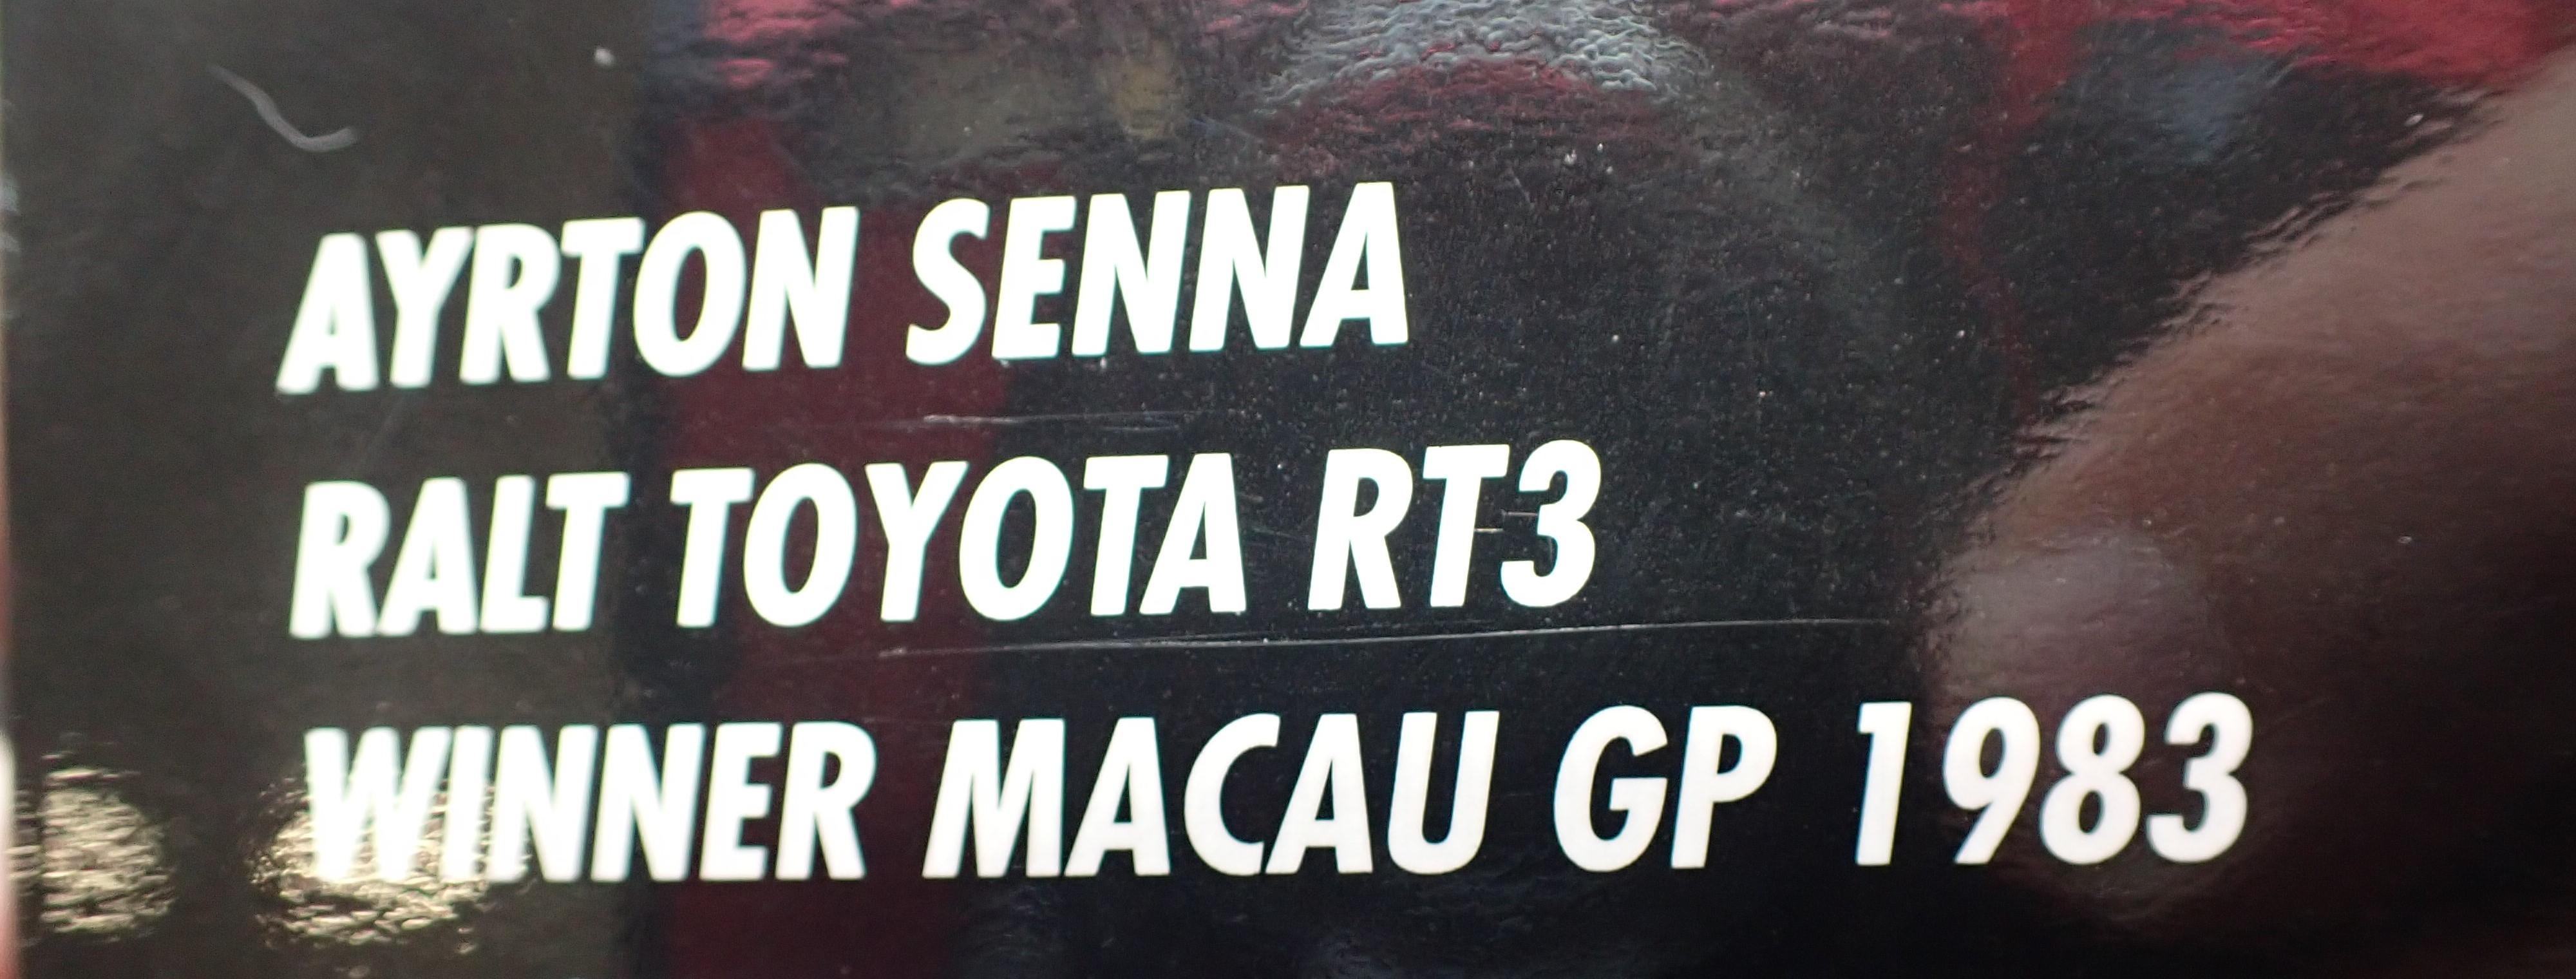 AYRTON SENNA
RALT TOYOTA RT3
WINNER MACAU GP 1983